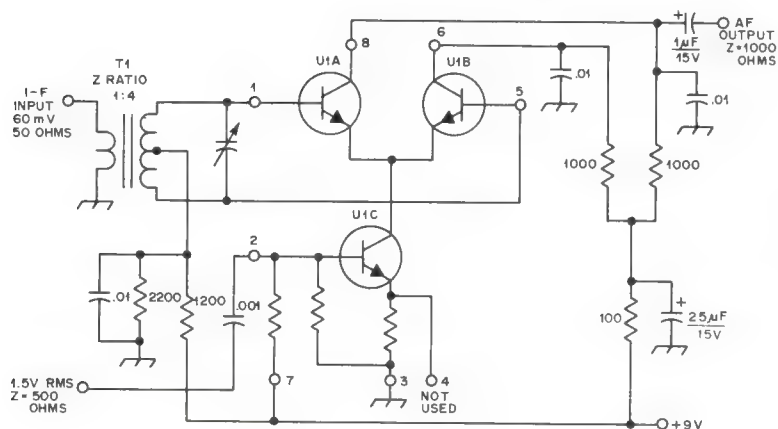 T1
Z RATIO
1:4
I-F
INPUT
60 mV
50 OHMS
1
8
U1A
6
U1B
5
.01
+
1µF
15V
AF
OUTPUT
Z=1000
OHMS
.01
1000
1000
U1C
2
.01
2200
1200
.001
7
3
4
NOT
USED
100
+
25µF
15V
1.5V RMS
Z=500
OHMS
+9V